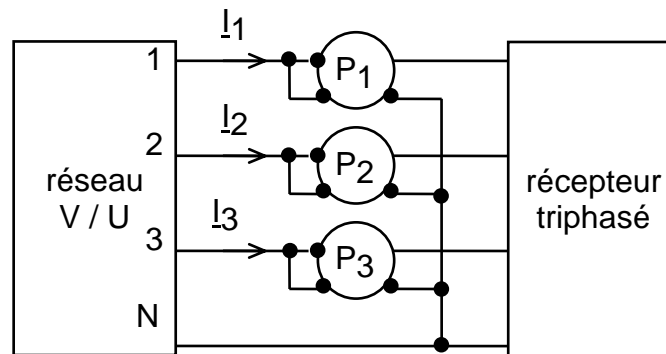 I1
1
P1
I2
2
P2
réseau
V / U
récepteur
triphasé
I3
3
P3
N